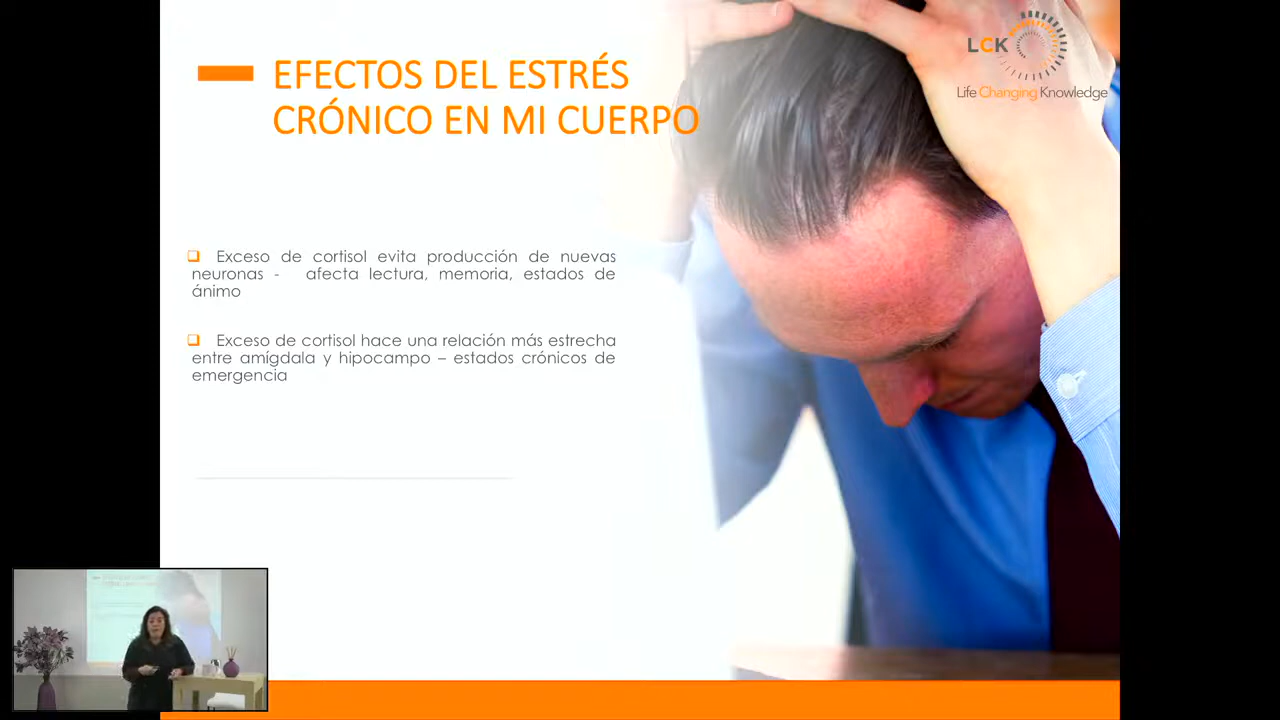 EFECTOS DEL ESTRÉS
CRÓNICO EN MI CUERPO
LCK
Life Changing Knowledge
Exceso de cortisol evita producción de nuevas
neuronas - afecta lectura, memoria, estados de
ánimo
Exceso de cortisol hace una relación más estrecha
entre amígdala y hipocampo – estados crónicos de
emergencia